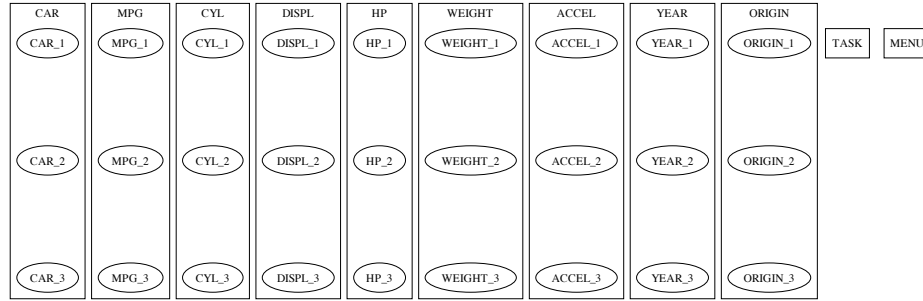 CAR MPG CYL DISPL HP WEIGHT ACCEL YEAR ORIGIN
CAR_1 MPG_1 CYL_1 DISPL_1 HP_1 WEIGHT_1 ACCEL_1 YEAR_1 ORIGIN_1 TASK MENU
CAR_2 MPG_2 CYL_2 DISPL_2 HP_2 WEIGHT_2 ACCEL_2 YEAR_2 ORIGIN_2
CAR_3 MPG_3 CYL_3 DISPL_3 HP_3 WEIGHT_3 ACCEL_3 YEAR_3 ORIGIN_3